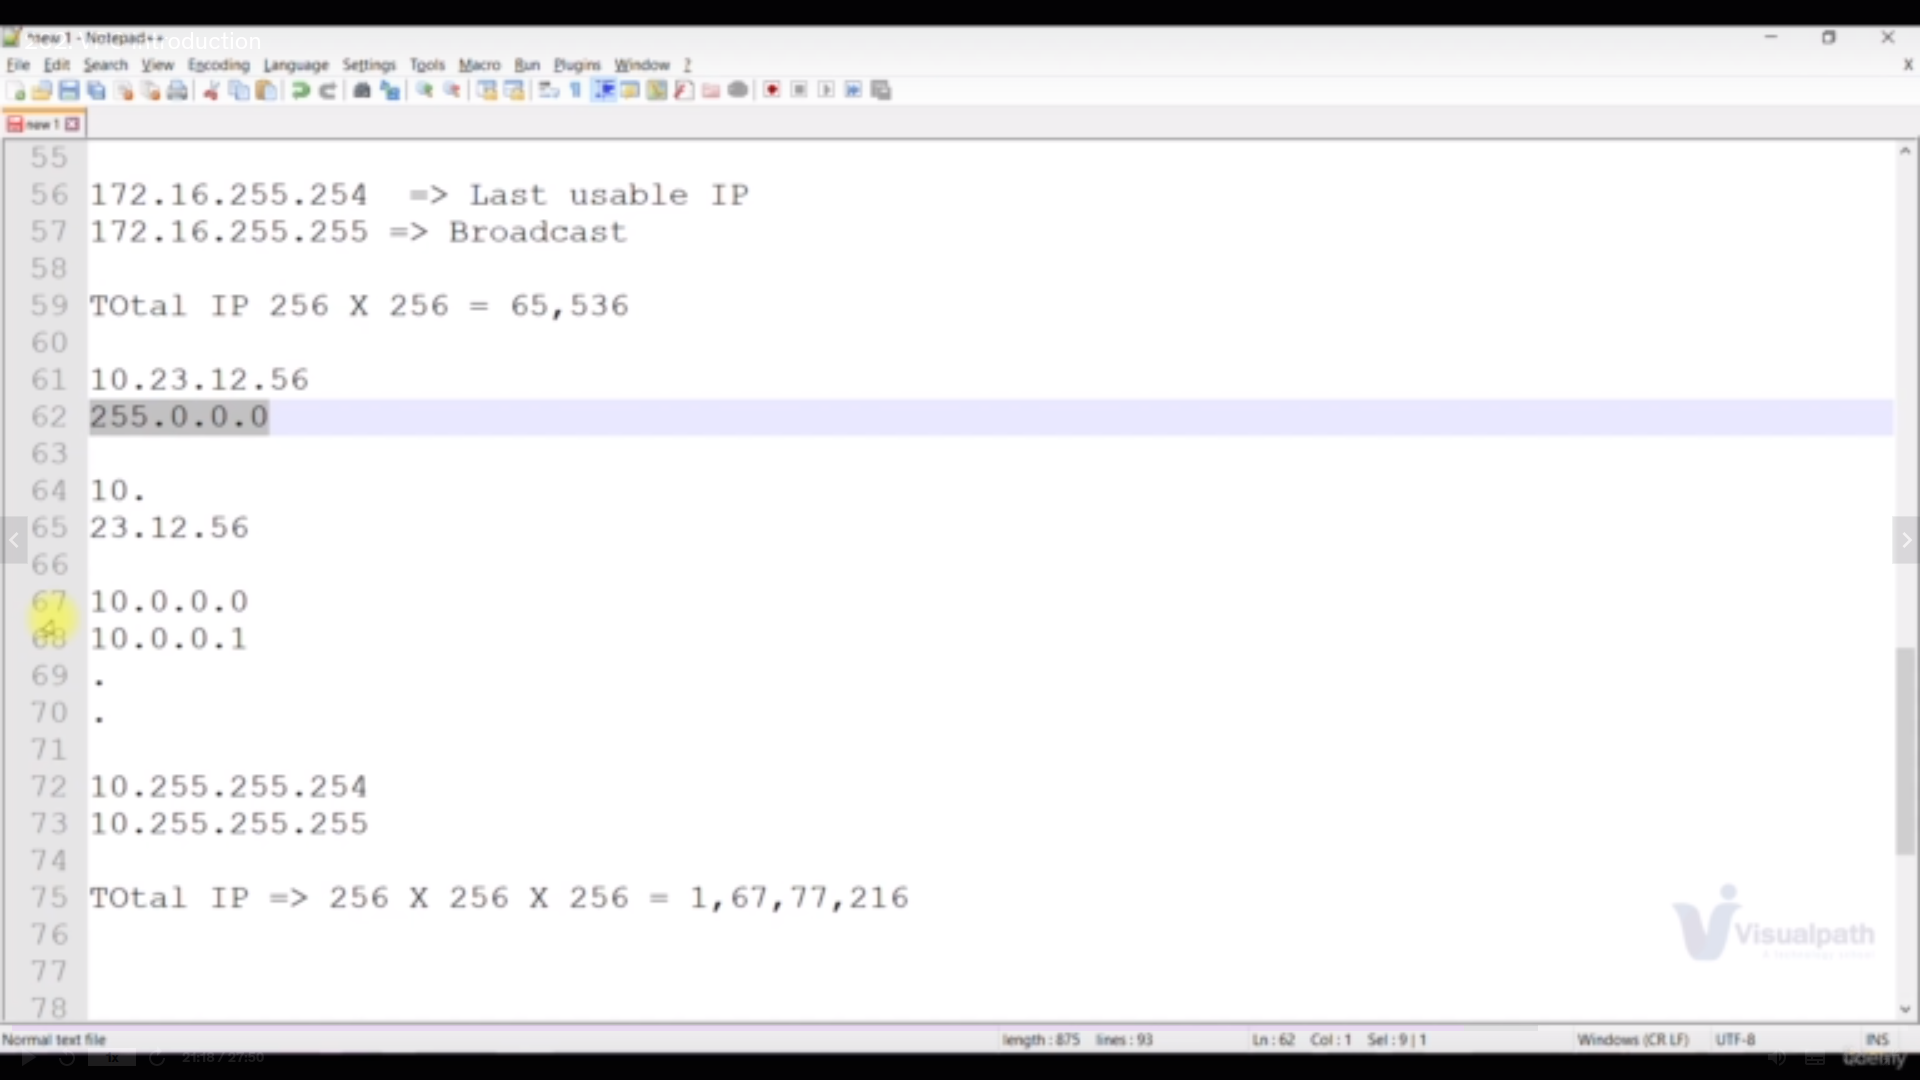 new 1 - Notepad++
Introduction
File Edit Search View Encoding Language Settings Tools Macro Run Plugins Window ?
X
new 1
55
56 172.16.255.254 => Last usable IP
57 172.16.255.255 => Broadcast
58
59 TOtal IP 256 X 256 = 65,536
60
61 10.23.12.56
62 255.0.0.0
63
64 10.
65 23.12.56
66
67 10.0.0.0
68 10.0.0.1
69 .
70 .
71
72 10.255.255.254
73 10.255.255.255
74
75 TOtal IP => 256 X 256 X 256 = 1,67,77,216
76
77
78
Visualpath
Normal text file length : 875 lines : 93 Ln : 62 Col : 1 Sel : 9 | 1 Windows (CR LF) UTF-8 INS
1x 21:18 / 27:50
Udemy